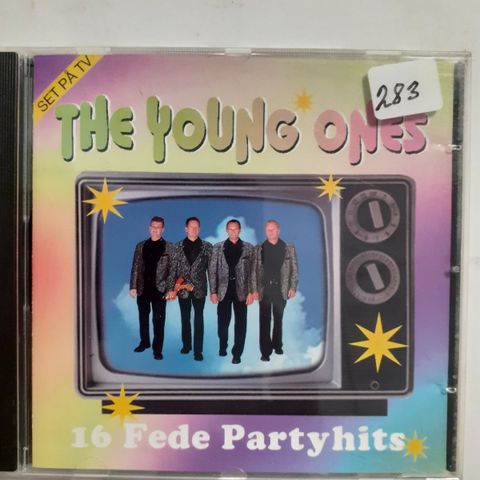 SET PÅ TV
283
THE YOUNG ONES
16 Fede Partyhits